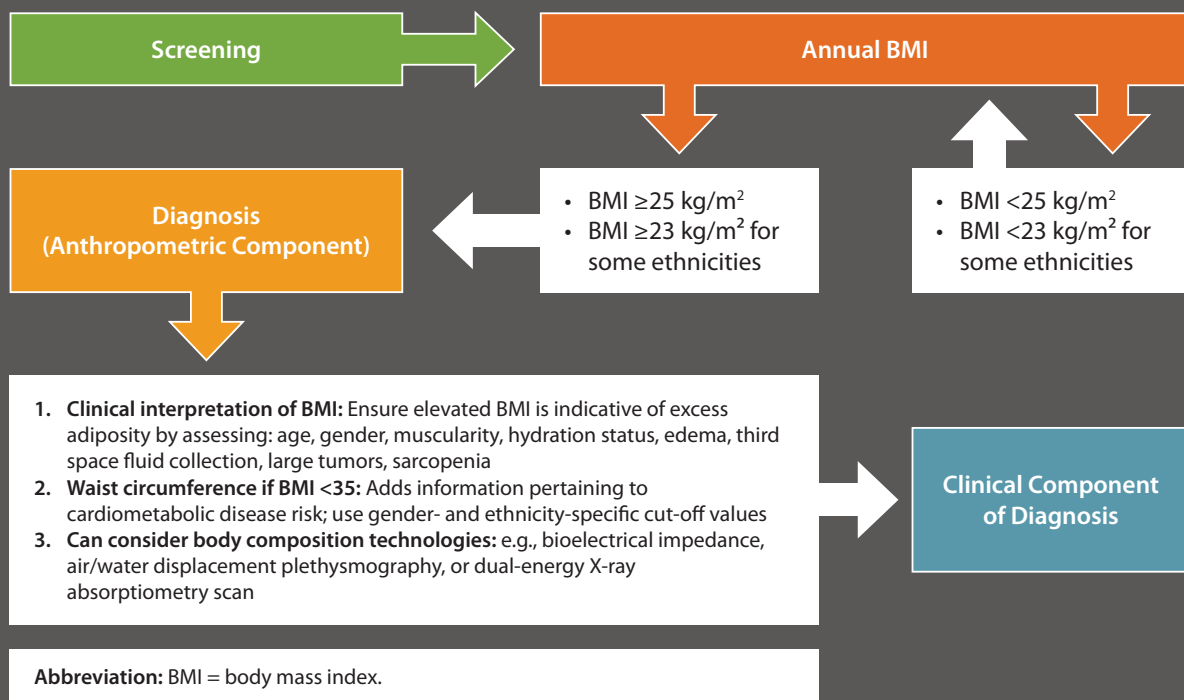 Screening
Annual BMI
Diagnosis
(Anthropometric Component)
• BMI ≥25 kg/m²
• BMI ≥23 kg/m² for
some ethnicities
• BMI <25 kg/m²
• BMI <23 kg/m² for
some ethnicities
1. Clinical interpretation of BMI: Ensure elevated BMI is indicative of excess
adiposity by assessing: age, gender, muscularity, hydration status, edema, third
space fluid collection, large tumors, sarcopenia
2. Waist circumference if BMI <35: Adds information pertaining to
cardiometabolic disease risk; use gender- and ethnicity-specific cut-off values
3. Can consider body composition technologies: e.g., bioelectrical impedance,
air/water displacement plethysmography, or dual-energy X-ray
absorptiometry scan
Clinical Component
of Diagnosis
Abbreviation: BMI = body mass index.